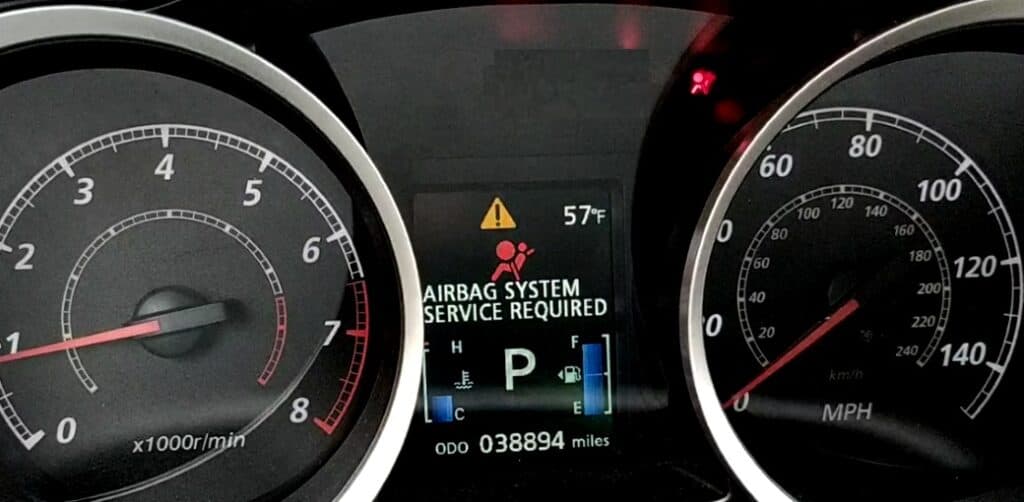 0
1
2
3
4
5
6
7
8
x1000r/min
57°F
AIRBAG SYSTEM
SERVICE REQUIRED
H
C
P
F
E
ODO 038894 miles
0
60
80
100
120
140
20
40
60
80
100
120
140
160
180
200
220
240
km/h
MPH